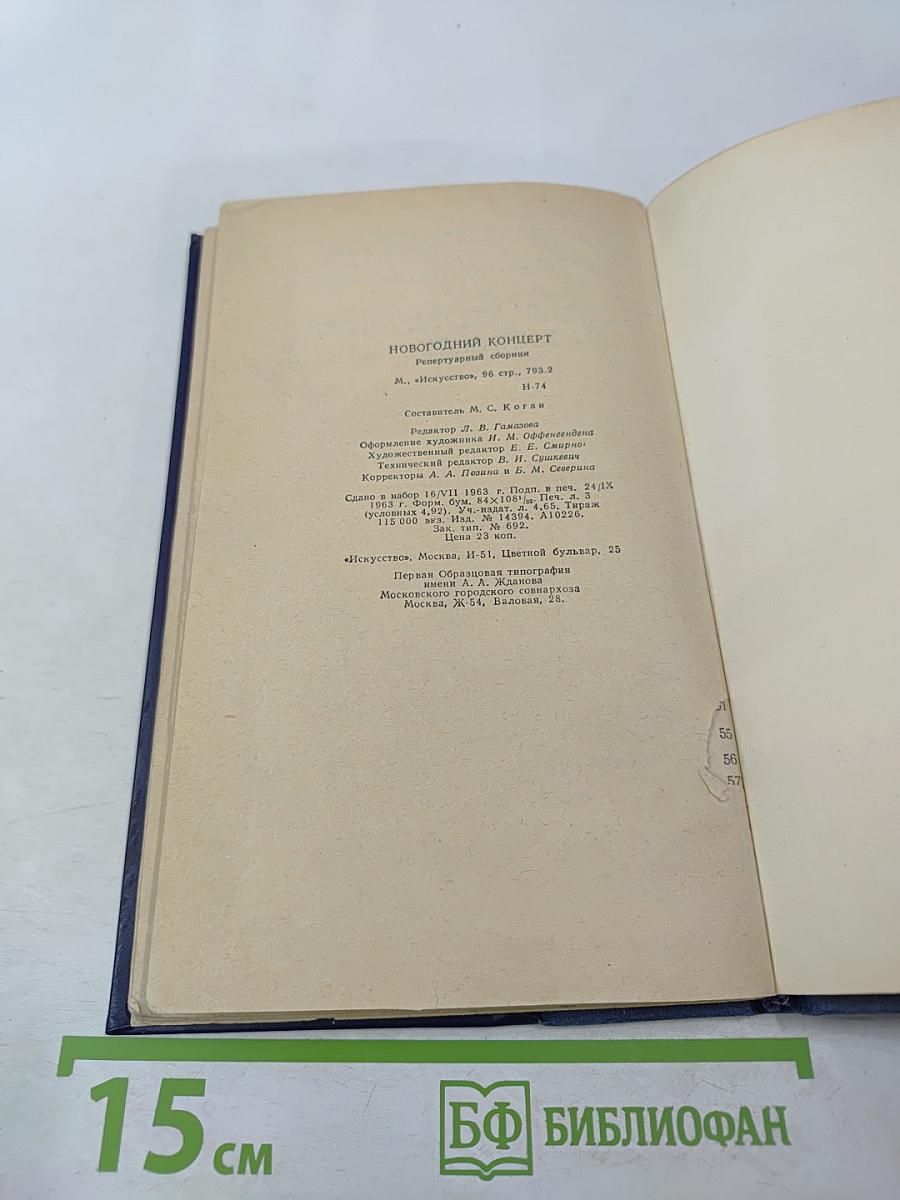 НОВОГОДНИЙ КОНЦЕРТ
Репертуарный сборник
М., «Искусство», 96 стр., 793.2
Н-74
Составитель М. С. Коган
Редактор Л. В. Гамазова
Оформление художника И. М. Оффенгендена
Художественный редактор Е. Е. Смирно
Технический редактор В. И. Сушкевич
Корректоры А. А. Позина и Б. М. Северина
Сдано в набор 16/VII 1963 г. Подп. в печ. 24/IX
1963 г. Форм. бум. 84×108¹/₃₂. Печ. л. 3
(условных 4,92). Уч.-издат. л. 4,65. Тираж
115 000 экз. Изд. № 14394. А10226.
Зак. тип. № 692.
Цена 23 коп.
«Искусство», Москва, И-51, Цветной бульвар, 25
Первая Образцовая типография
имени А. А. Жданова
Московского городского совнархоза
Москва, Ж-54, Валовая, 28.
55
56
57
15 см
БФ БИБЛИОФАН